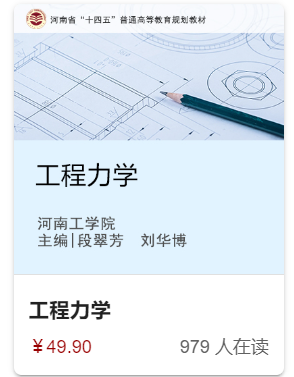 河南省“十四五”普通高等教育规划教材
工程力学
河南工学院
主编|段翠芳 刘华博
工程力学
¥49.90
979 人在读